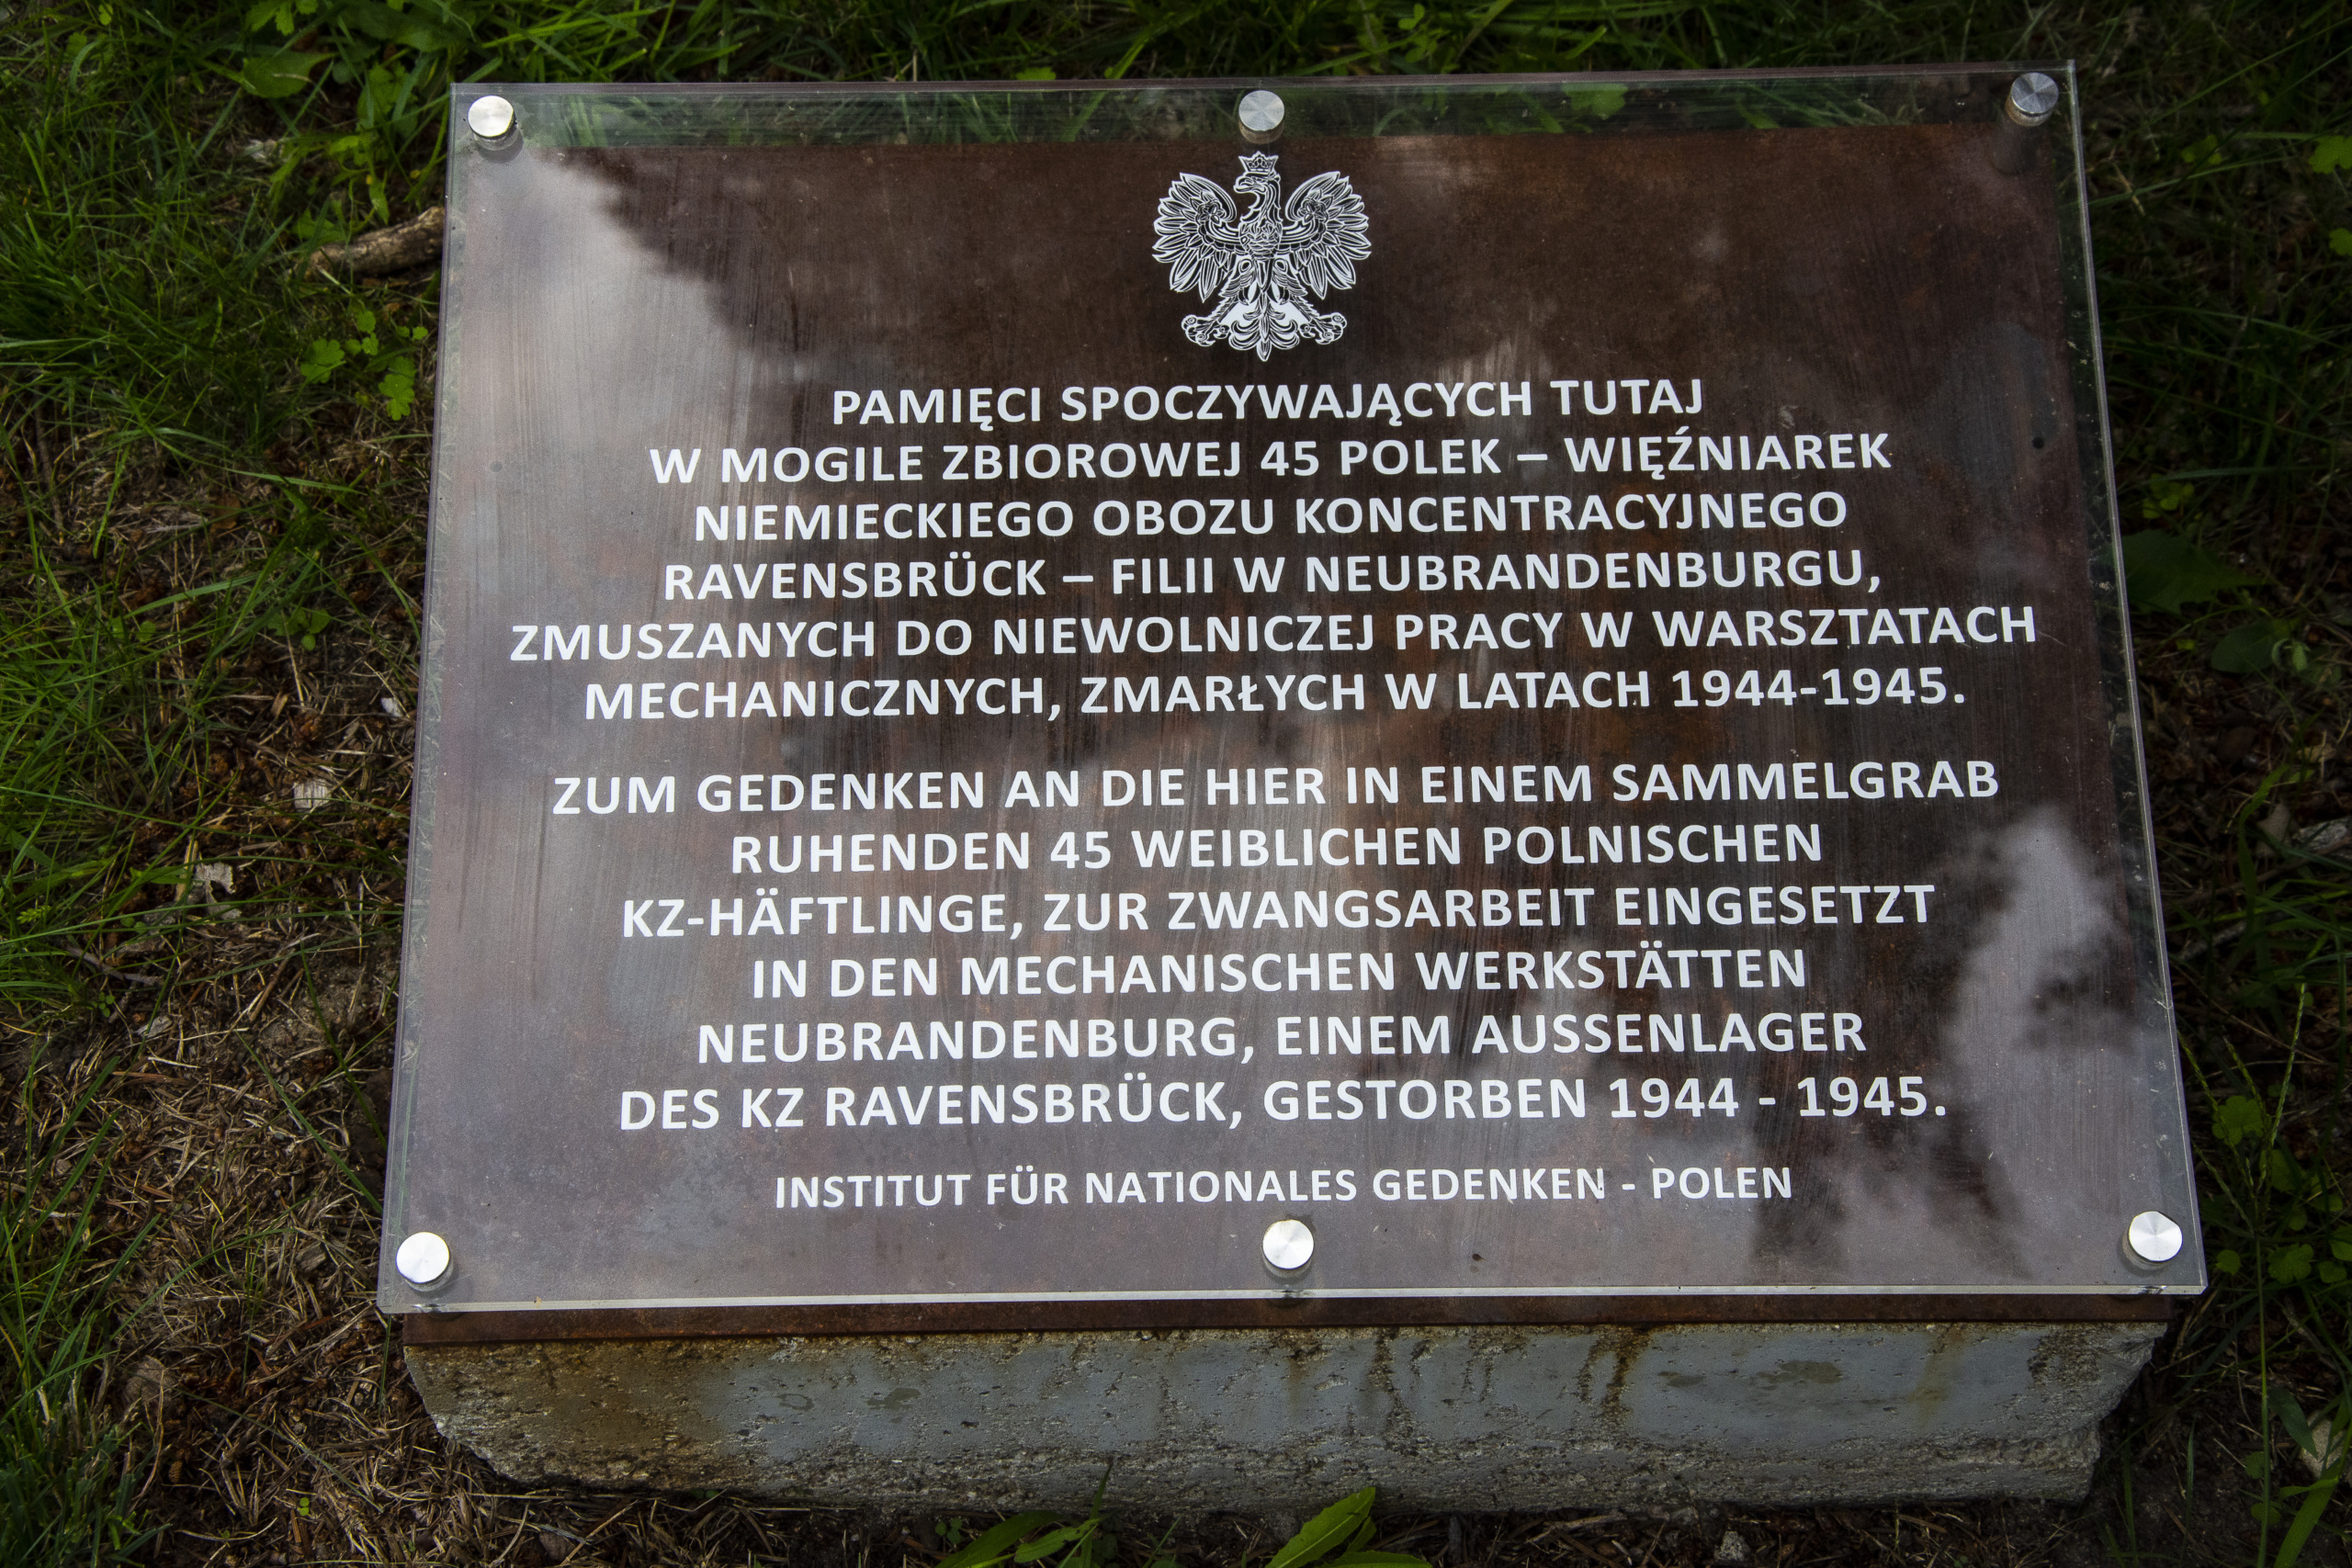 PAMIĘCI SPOCZYWAJĄCYCH TUTAJ
W MOGILE ZBIOROWEJ 45 POLEK – WIĘŹNIAREK
NIEMIECKIEGO OBOZU KONCENTRACYJNEGO
RAVENSBRÜCK – FILII W NEUBRANDENBURGU,
ZMUSZANYCH DO NIEWOLNICZEJ PRACY W WARSZTATACH
MECHANICZNYCH, ZMARŁYCH W LATACH 1944-1945.
ZUM GEDENKEN AN DIE HIER IN EINEM SAMMELGRAB
RUHENDEN 45 WEIBLICHEN POLNISCHEN
KZ-HÄFTLINGE, ZUR ZWANGSARBEIT EINGESETZT
IN DEN MECHANISCHEN WERKSTÄTTEN
NEUBRANDENBURG, EINEM AUSSENLAGER
DES KZ RAVENSBRÜCK, GESTORBEN 1944 - 1945.
INSTITUT FÜR NATIONALES GEDENKEN - POLEN